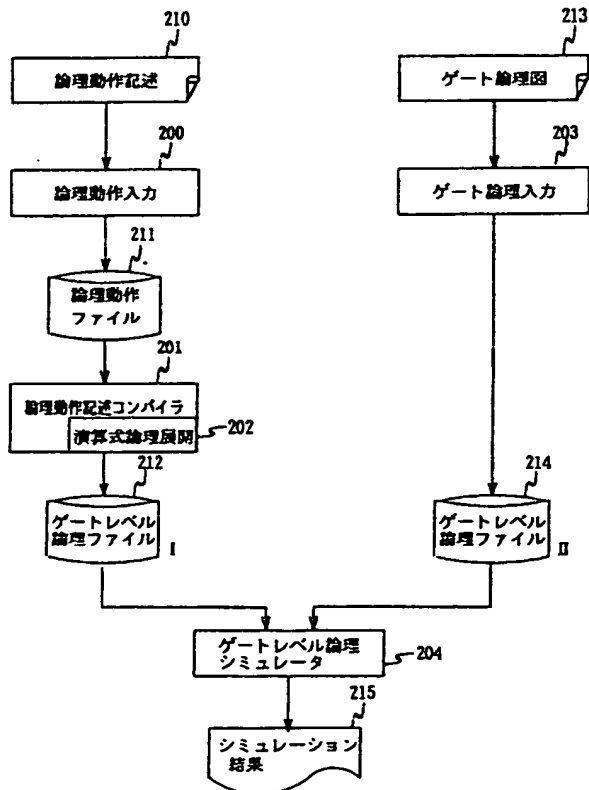 210
論理動作記述
200
論理動作入力
211
論理動作
ファイル
201
論理動作記述コンパイラ
演算式論理展開
202
212
ゲートレベル
論理ファイル
I
213
ゲート論理図
203
ゲート論理入力
214
ゲートレベル
論理ファイル
II
ゲートレベル論理
シミュレータ
204
215
シミュレーション
結果